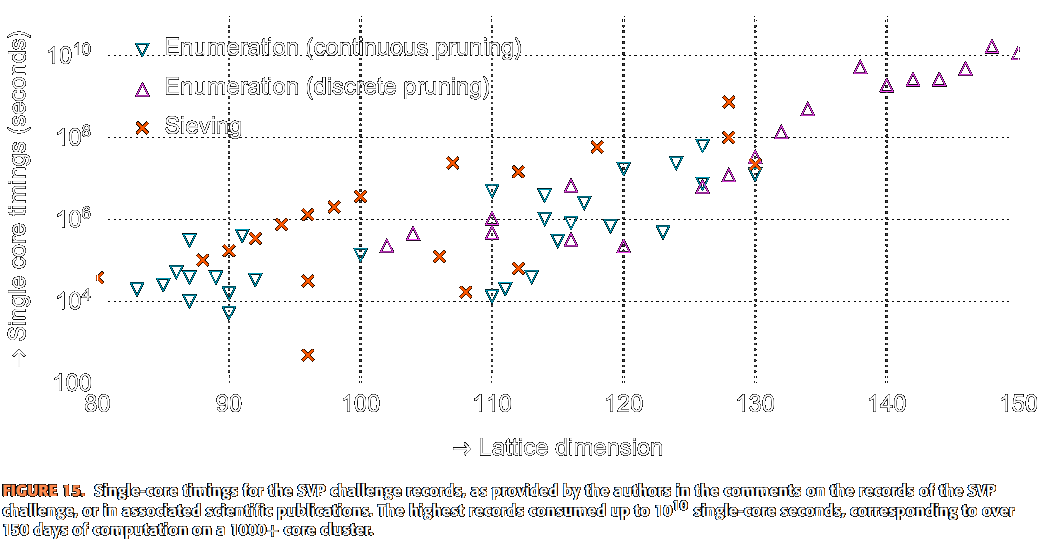 → Single core timings (seconds)
10¹⁰
10⁸
10⁶
10⁴
100
Enumeration (continuous pruning)
Enumeration (discrete pruning)
Sieving
80 90 100 110 120 130 140 150
→ Lattice dimension
FIGURE 15. Single-core timings for the SVP challenge records, as provided by the authors in the comments on the records of the SVP
challenge, or in associated scientific publications. The highest records consumed up to 10¹⁰ single-core seconds, corresponding to over
150 days of computation on a 1000+- core cluster.